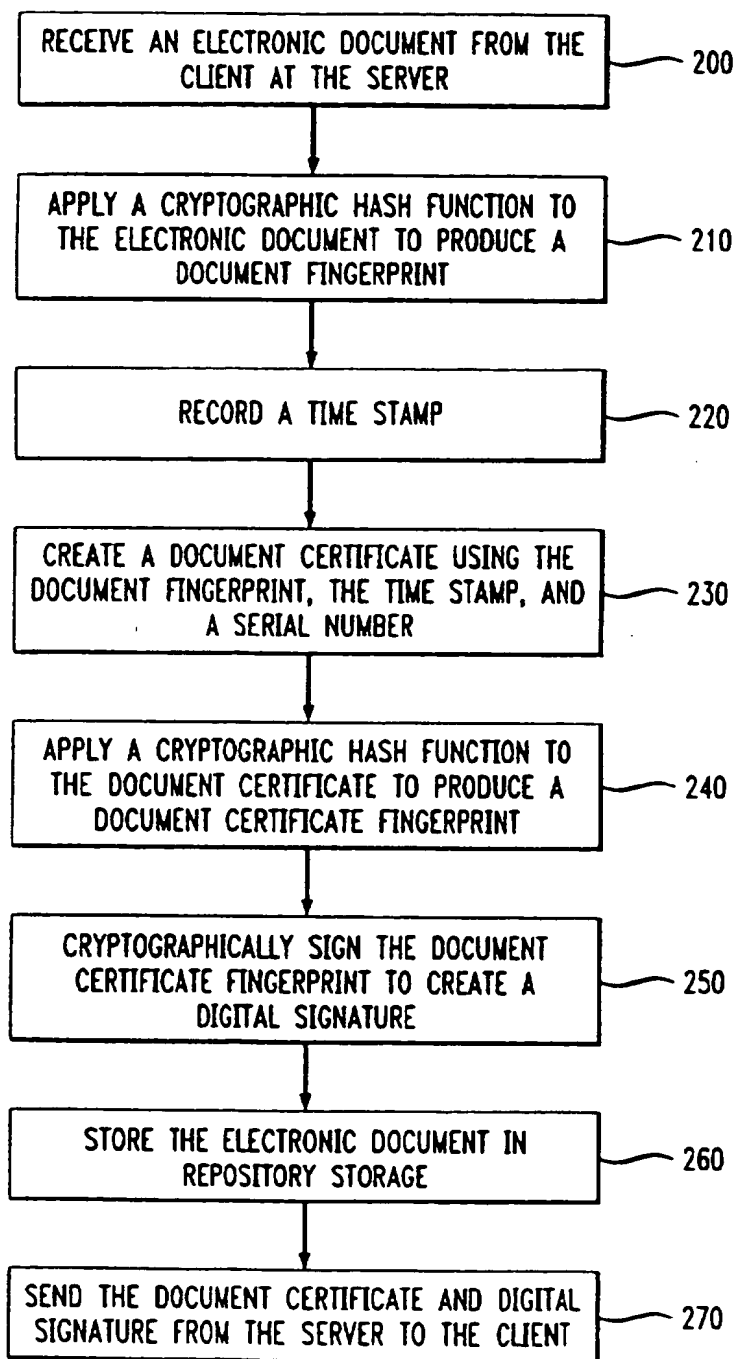 RECEIVE AN ELECTRONIC DOCUMENT FROM THE
CLIENT AT THE SERVER
200
APPLY A CRYPTOGRAPHIC HASH FUNCTION TO
THE ELECTRONIC DOCUMENT TO PRODUCE A
DOCUMENT FINGERPRINT
210
RECORD A TIME STAMP
220
CREATE A DOCUMENT CERTIFICATE USING THE
DOCUMENT FINGERPRINT, THE TIME STAMP, AND
A SERIAL NUMBER
230
APPLY A CRYPTOGRAPHIC HASH FUNCTION TO
THE DOCUMENT CERTIFICATE TO PRODUCE A
DOCUMENT CERTIFICATE FINGERPRINT
240
CRYPTOGRAPHICALLY SIGN THE DOCUMENT
CERTIFICATE FINGERPRINT TO CREATE A
DIGITAL SIGNATURE
250
STORE THE ELECTRONIC DOCUMENT IN
REPOSITORY STORAGE
260
SEND THE DOCUMENT CERTIFICATE AND DIGITAL
SIGNATURE FROM THE SERVER TO THE CLIENT
270